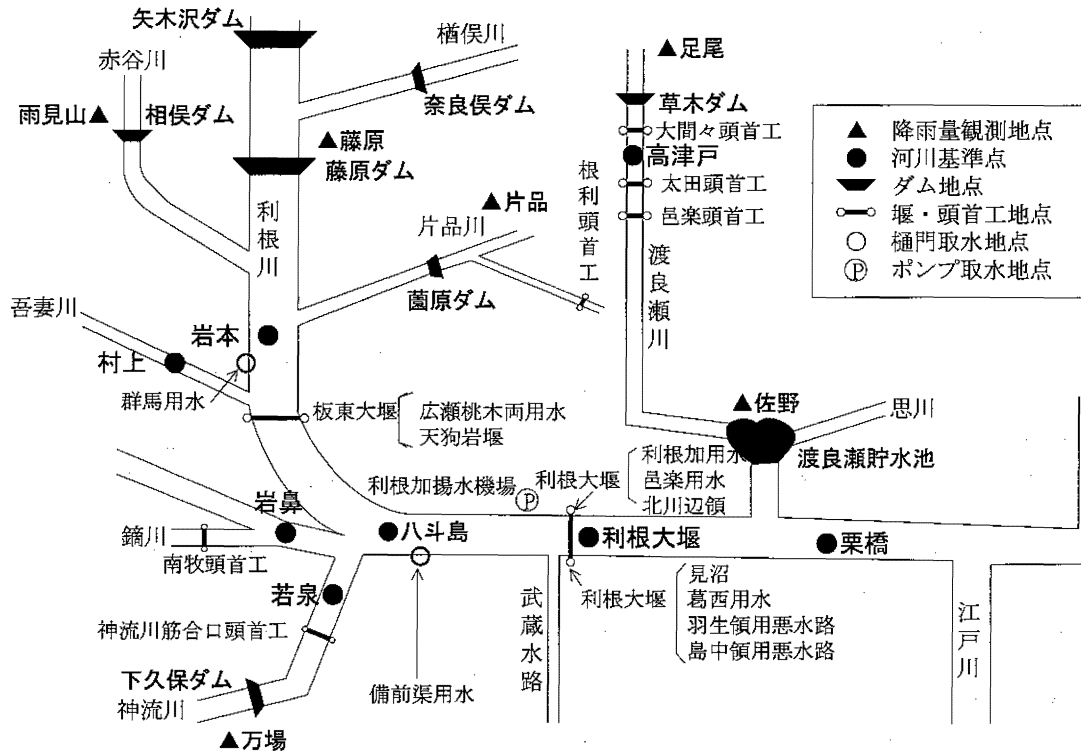 矢木沢ダム
楢俣川
赤谷川
▲足尾
雨見山▲
相俣ダム
奈良俣ダム
草木ダム
大間々頭首工
▲藤原
藤原ダム
高津戸
太田頭首工
邑楽頭首工
根利頭首工
▲ 降雨量観測地点
● 河川基準点
ダム地点
堰・頭首工地点
○ 樋門取水地点
Ⓟ ポンプ取水地点
利根川
▲片品
片品川
薗原ダム
渡良瀬川
吾妻川
岩本
村上
群馬用水
板東大堰
広瀬桃木両用水
天狗岩堰
▲佐野
思川
渡良瀬貯水池
利根加用水
邑楽用水
北川辺領
利根大堰
利根加揚水機場
Ⓟ
岩鼻
八斗島
利根大堰
栗橋
鏑川
南牧頭首工
若泉
神流川筋合口頭首工
武蔵水路
利根大堰
見沼
葛西用水
羽生領用悪水路
島中領用悪水路
江戸川
下久保ダム
神流川
備前渠用水
▲万場